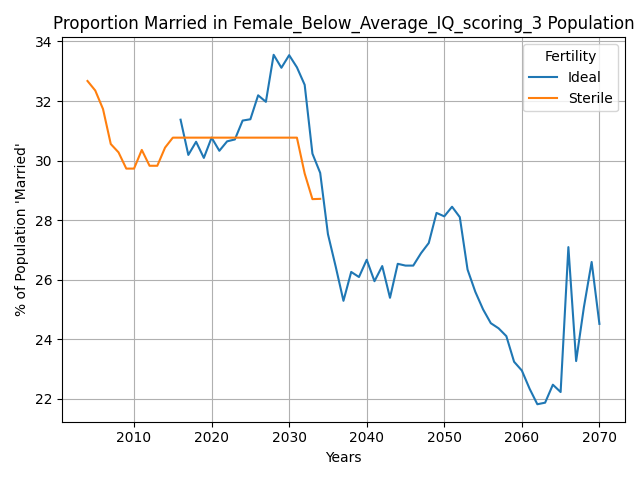 Proportion Married in Female_Below_Average_IQ_scoring_3 Population
% of Population 'Married'
34
32
30
28
26
24
22
Fertility
Ideal
Sterile
2010 2020 2030 2040 2050 2060 2070
Years